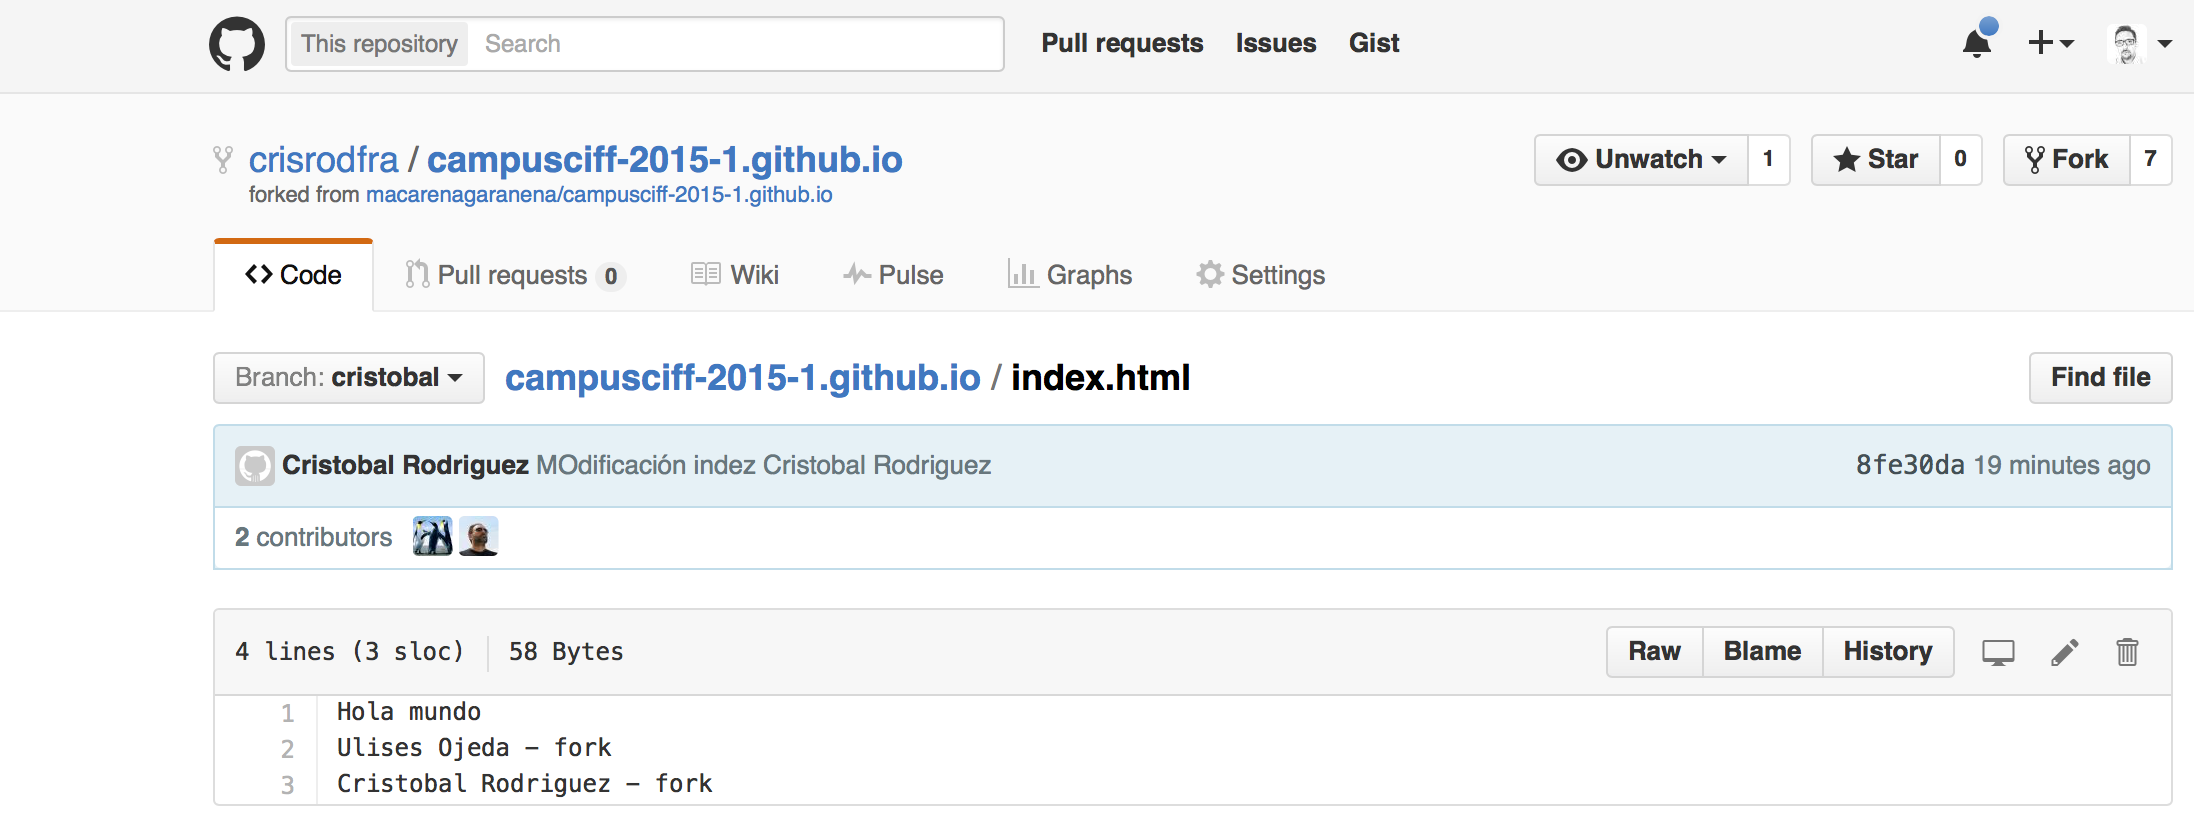 This repository Search Pull requests Issues Gist
crisrodfra / campusciff-2015-1.github.io Unwatch 1 Star 0 Fork 7
forked from macarenagaranena/campusciff-2015-1.github.io
Code Pull requests 0 Wiki Pulse Graphs Settings
Branch: cristobal campusciff-2015-1.github.io / index.html Find file
Cristobal Rodriguez MOdificación indez Cristobal Rodriguez 8fe30da 19 minutes ago
2 contributors
4 lines (3 sloc) 58 Bytes Raw Blame History
1 Hola mundo
2 Ulises Ojeda - fork
3 Cristobal Rodriguez - fork